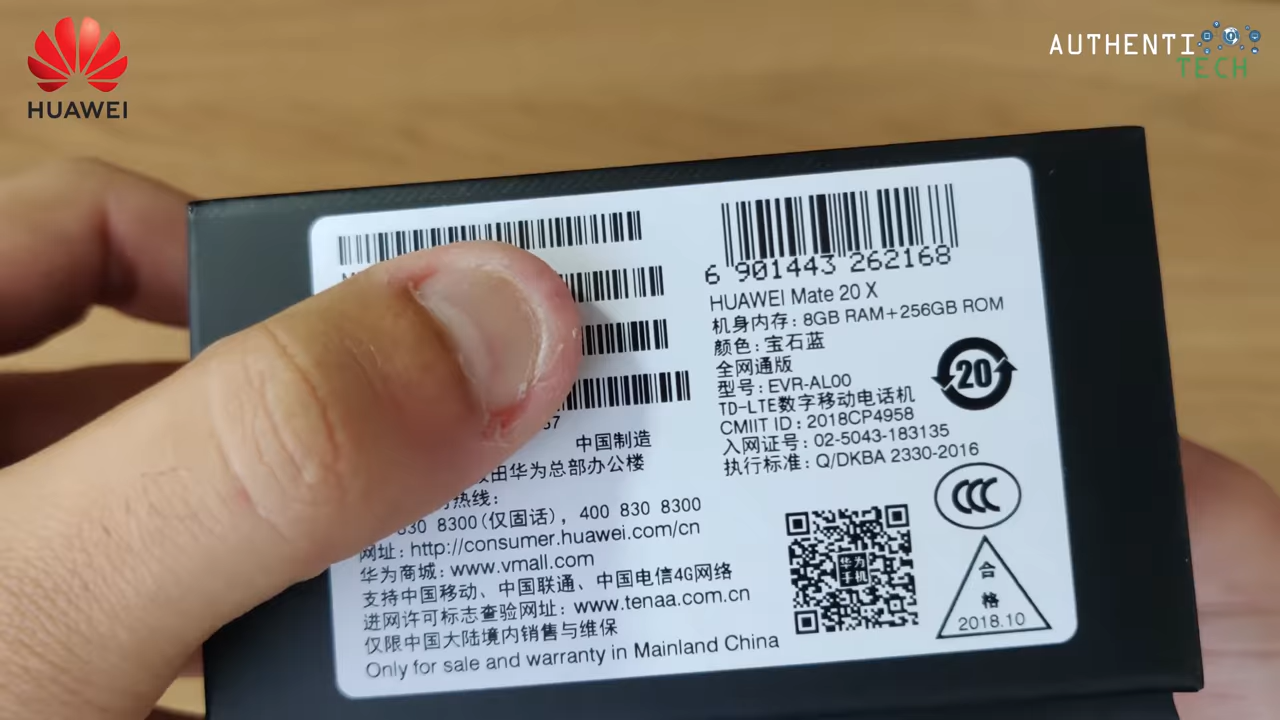 HUAWEI
AUTHENTI
TECH
6 901443 262168
HUAWEI Mate 20 X
机身内存: 8GB RAM+256GB ROM
颜色: 宝石蓝
全网通版
型号: EVR-AL00
TD-LTE数字移动电话机
CMIIT ID: 2018CP4958
入网证号: 02-5043-183135
执行标准: Q/DKBA 2330-2016
20
CCC
合
格
2018.10
华为
手机
中国制造
田华为总部办公楼
热线:
830 8300(仅固话), 400 830 8300
网址: http://consumer.huawei.com/cn
华为商城: www.vmall.com
支持中国移动、中国联通、中国电信4G网络
进网许可标志查验网址: www.tenaa.com.cn
仅限中国大陆境内销售与维保
Only for sale and warranty in Mainland China